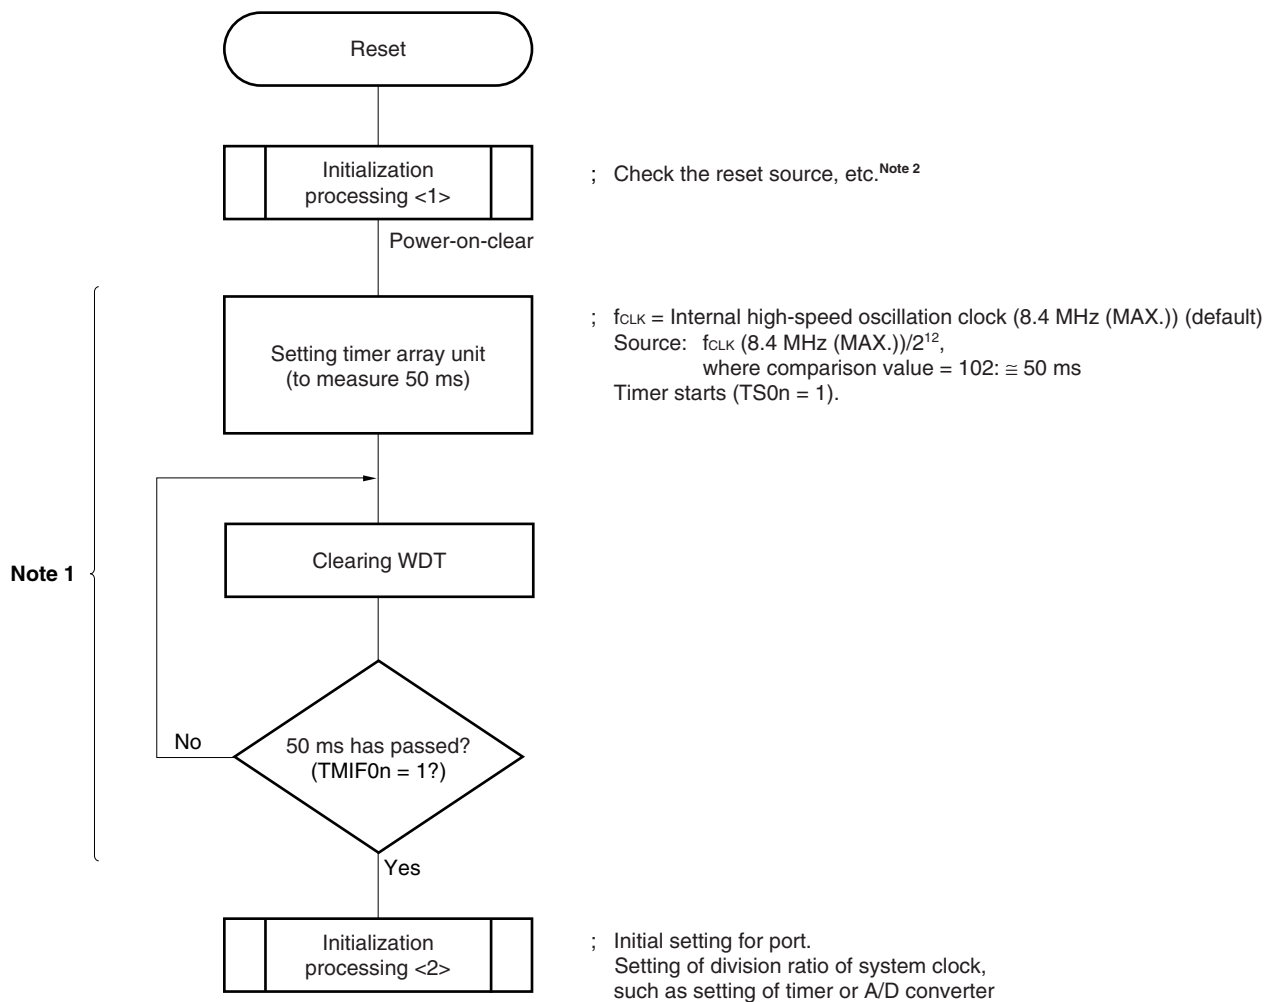 Reset
Initialization
processing <1>
; Check the reset source, etc.Note 2
Power-on-clear
Setting timer array unit
(to measure 50 ms)
; fCLK = Internal high-speed oscillation clock (8.4 MHz (MAX.)) (default)
Source: fCLK (8.4 MHz (MAX.))/2¹²,
where comparison value = 102: ≅ 50 ms
Timer starts (TS0n = 1).
Note 1
Clearing WDT
No
50 ms has passed?
(TMIF0n = 1?)
Yes
Initialization
processing <2>
; Initial setting for port.
Setting of division ratio of system clock,
such as setting of timer or A/D converter